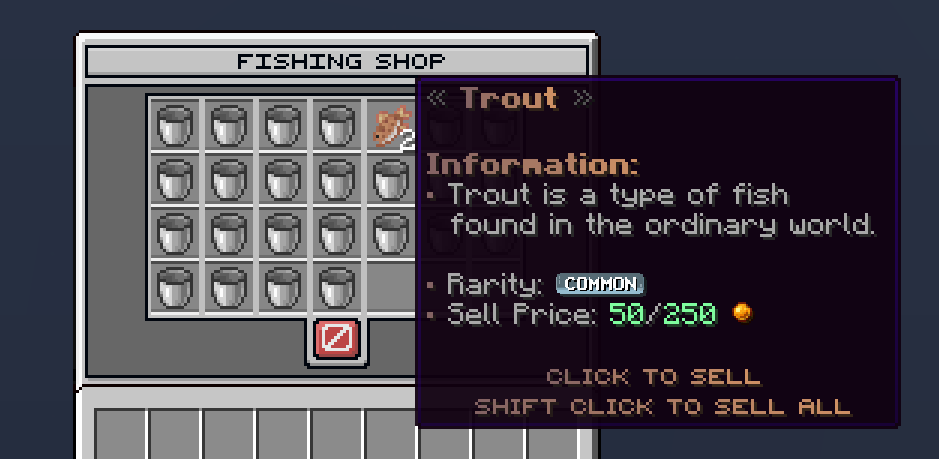 FISHING SHOP
« Trout »
Information:
• Trout is a type of fish
found in the ordinary world.
• Rarity: COMMON
• Sell Price: 50/250
CLICK TO SELL
SHIFT CLICK TO SELL ALL